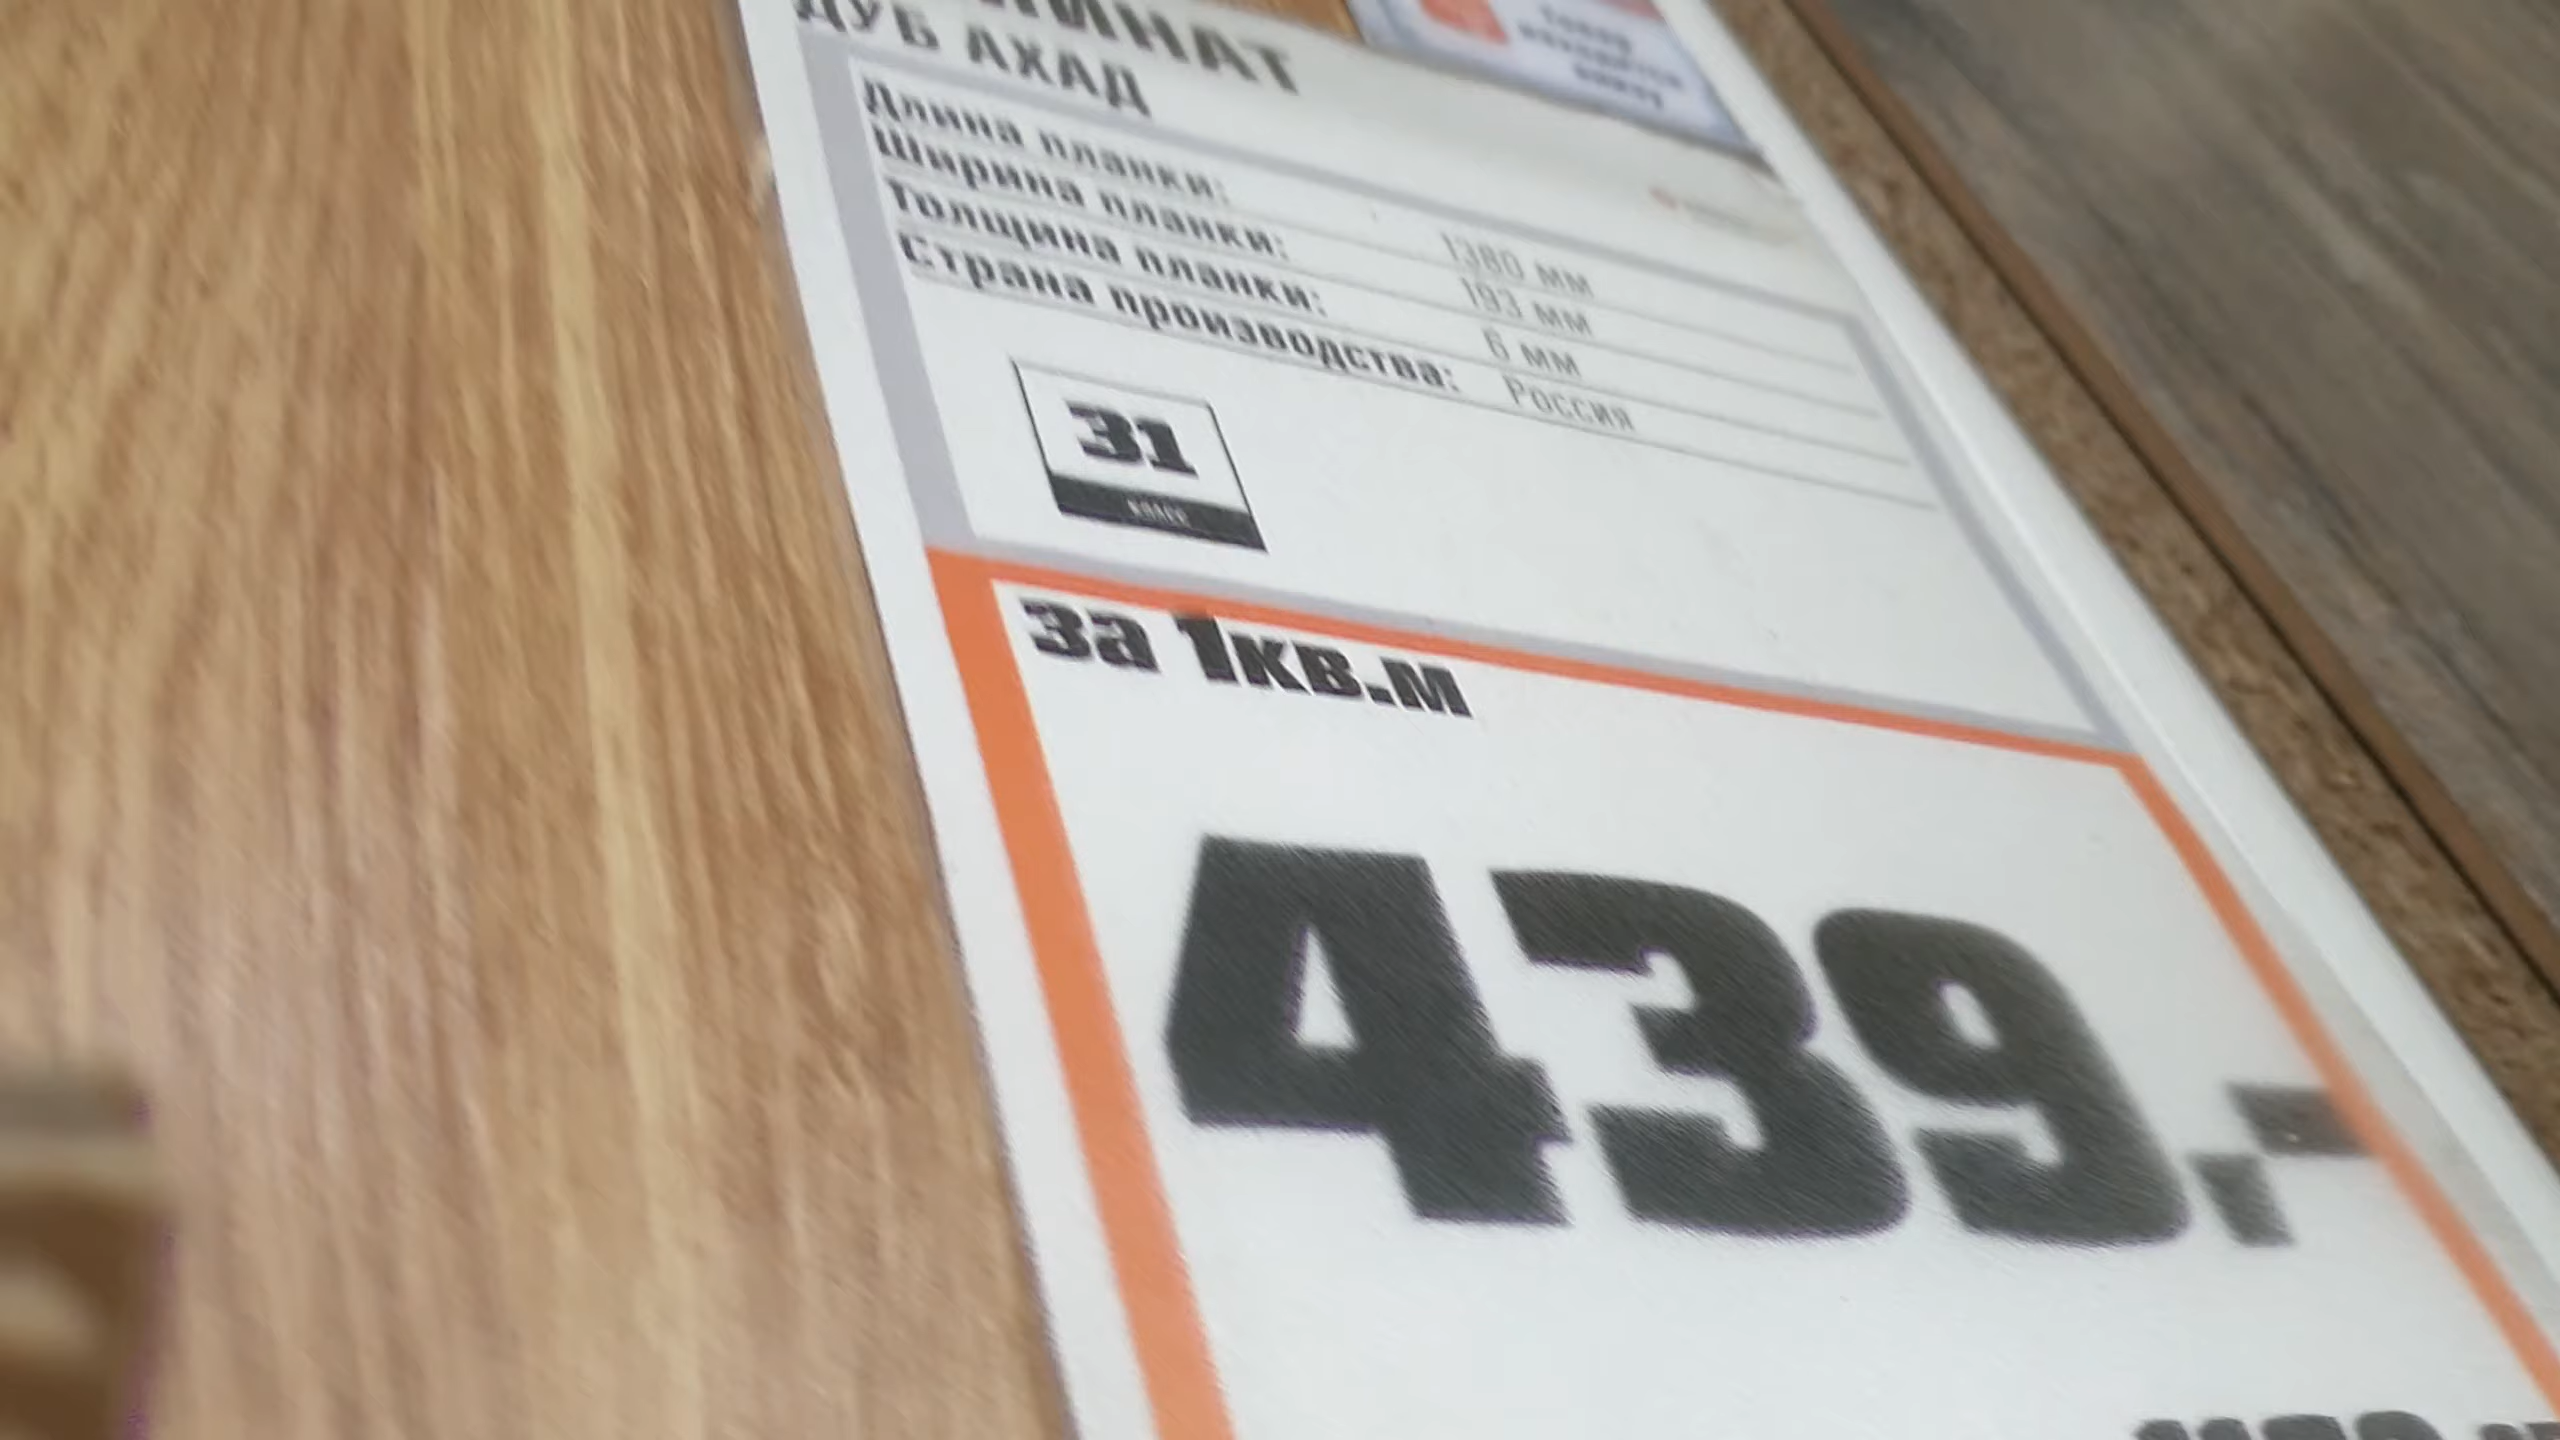 ДУБ АХАД
Длина планки: 1380 мм
Ширина планки: 193 мм
Толщина планки: 6 мм
Страна производства: Россия
31
класс
За 1кв.м
439.-